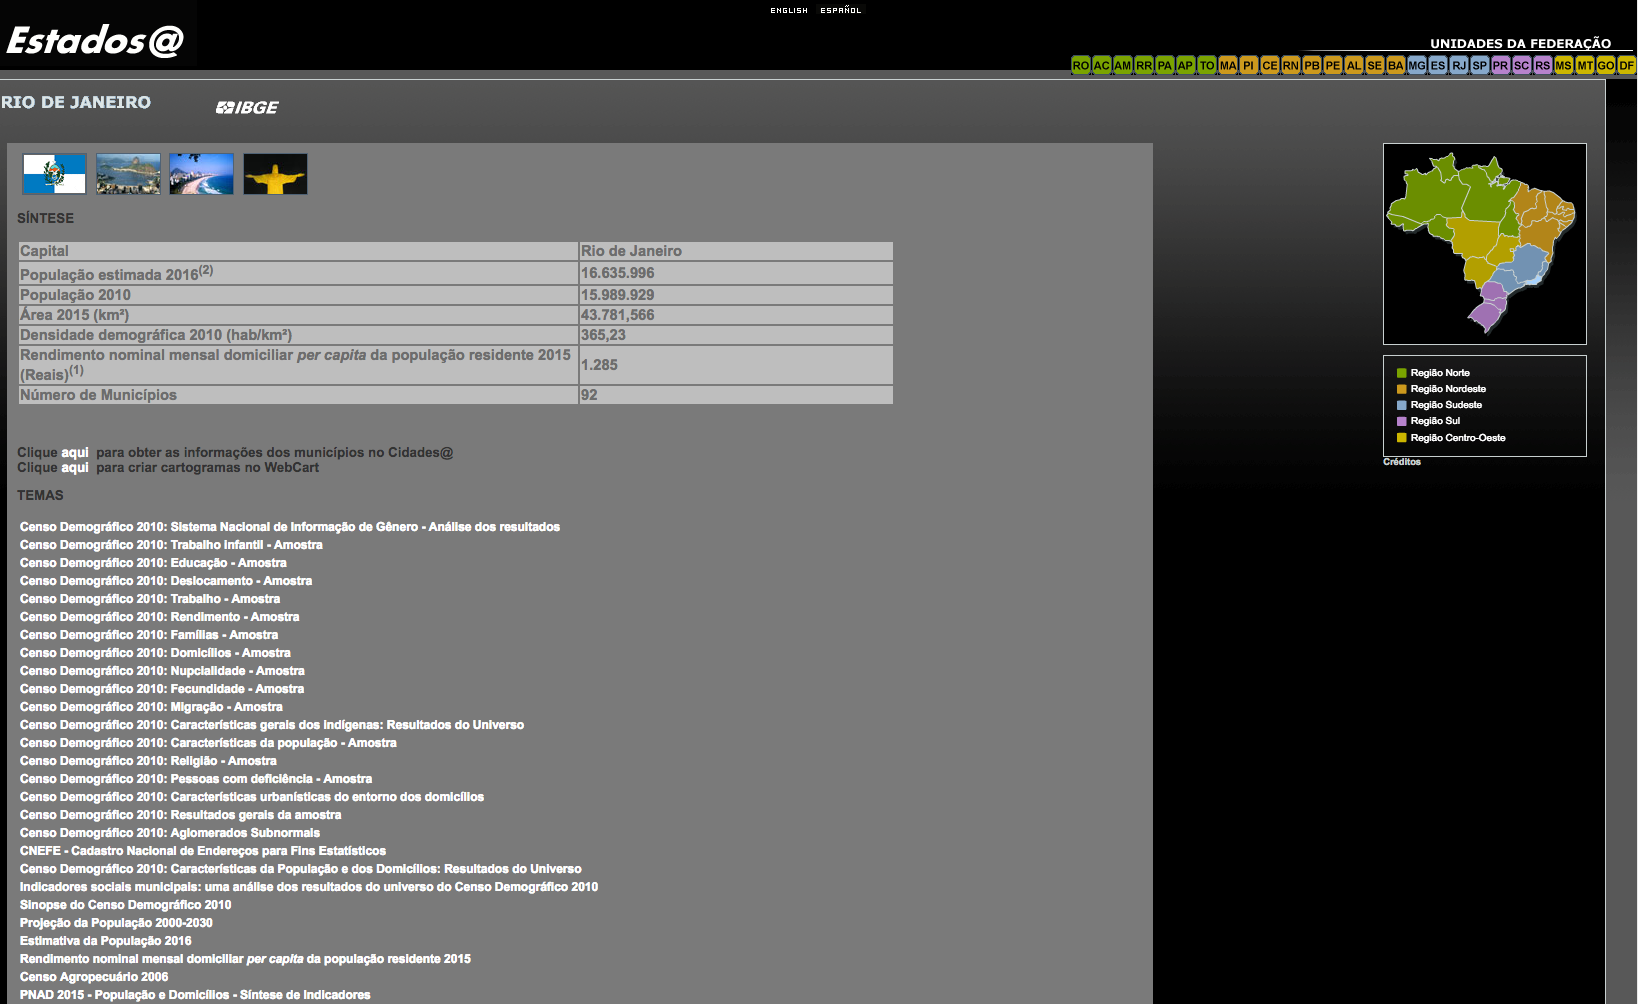 ENGLISH ESPAÑOL
Estados@
UNIDADES DA FEDERAÇÃO
RO AC AM RR PA AP TO MA PI CE RN PB PE AL SE BA MG ES RJ SP PR SC RS MS MT GO DF
RIO DE JANEIRO
IBGE
SÍNTESE
Capital Rio de Janeiro
População estimada 2016(2) 16.635.996
População 2010 15.989.929
Área 2015 (km²) 43.781,566
Densidade demográfica 2010 (hab/km²) 365,23
Rendimento nominal mensal domiciliar per capita da população residente 2015
(Reais)(1) 1.285
Número de Municípios 92
Clique aqui para obter as informações dos municípios no Cidades@
Clique aqui para criar cartogramas no WebCart
TEMAS
Censo Demográfico 2010: Sistema Nacional de Informação de Gênero - Análise dos resultados
Censo Demográfico 2010: Trabalho infantil - Amostra
Censo Demográfico 2010: Educação - Amostra
Censo Demográfico 2010: Deslocamento - Amostra
Censo Demográfico 2010: Trabalho - Amostra
Censo Demográfico 2010: Rendimento - Amostra
Censo Demográfico 2010: Famílias - Amostra
Censo Demográfico 2010: Domicílios - Amostra
Censo Demográfico 2010: Nupcialidade - Amostra
Censo Demográfico 2010: Fecundidade - Amostra
Censo Demográfico 2010: Migração - Amostra
Censo Demográfico 2010: Características gerais dos indígenas: Resultados do Universo
Censo Demográfico 2010: Características da população - Amostra
Censo Demográfico 2010: Religião - Amostra
Censo Demográfico 2010: Pessoas com deficiência - Amostra
Censo Demográfico 2010: Características urbanísticas do entorno dos domicílios
Censo Demográfico 2010: Resultados gerais da amostra
Censo Demográfico 2010: Aglomerados Subnormais
CNEFE - Cadastro Nacional de Endereços para Fins Estatísticos
Censo Demográfico 2010: Características da População e dos Domicílios: Resultados do Universo
Indicadores sociais municipais: uma análise dos resultados do universo do Censo Demográfico 2010
Sinopse do Censo Demográfico 2010
Projeção da População 2000-2030
Estimativa da População 2016
Rendimento nominal mensal domiciliar per capita da população residente 2015
Censo Agropecuário 2006
PNAD 2015 - População e Domicílios - Síntese de Indicadores
Região Norte
Região Nordeste
Região Sudeste
Região Sul
Região Centro-Oeste
Créditos